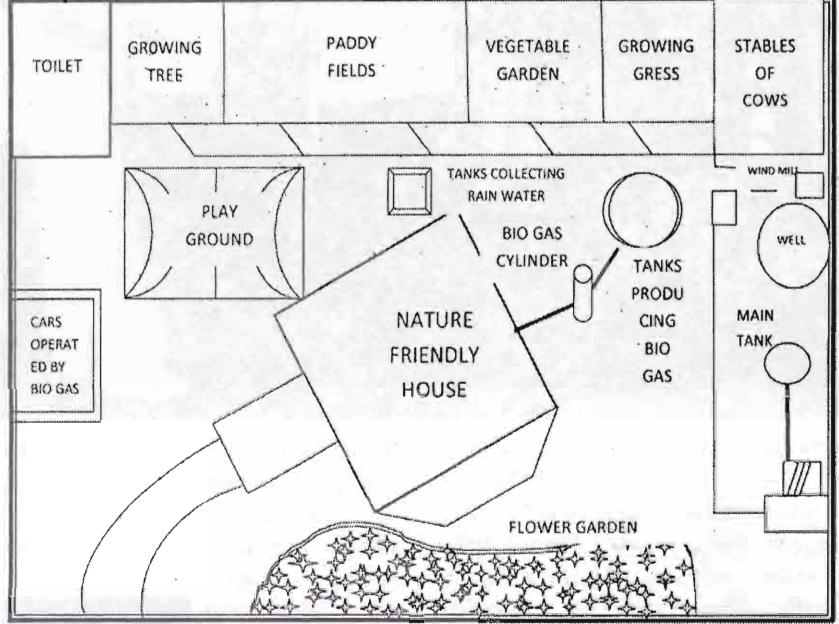 TOILET
GROWING
TREE
PADDY
FIELDS
VEGETABLE
GARDEN
GROWING
GRESS
STABLES
OF
COWS
PLAY
GROUND
TANKS COLLECTING
RAIN WATER
BIO GAS
CYLINDER
TANKS
PRODU
CING
BIO
GAS
WIND MILL
WELL
MAIN
TANK
CARS
OPERAT
ED BY
BIO GAS
NATURE
FRIENDLY
HOUSE
FLOWER GARDEN